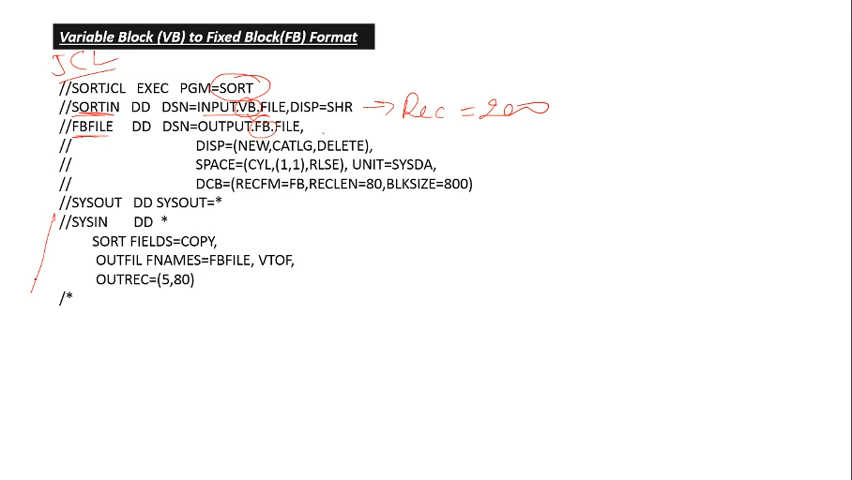 Variable Block (VB) to Fixed Block(FB) Format
JCL
//SORTJCL EXEC PGM=SORT
//SORTIN DD DSN=INPUT.VB.FILE,DISP=SHR → Rec = 2000
//FBFILE DD DSN=OUTPUT.FB.FILE,
// DISP=(NEW,CATLG,DELETE),
// SPACE=(CYL,(1,1),RLSE), UNIT=SYSDA,
// DCB=(RECFM=FB,RECLEN=80,BLKSIZE=800)
//SYSOUT DD SYSOUT=*
//SYSIN DD *
SORT FIELDS=COPY,
OUTFIL FNAMES=FBFILE, VTOF,
OUTREC=(5,80)
/*